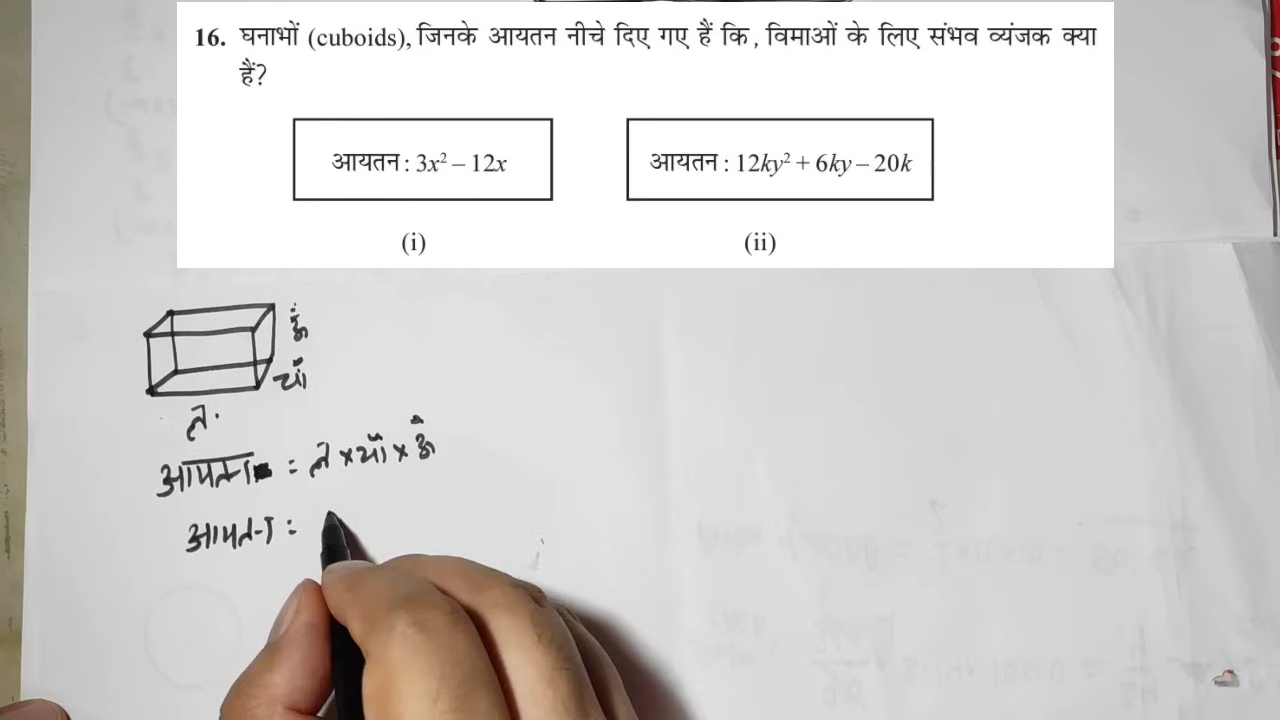 16. घनाभों (cuboids), जिनके आयतन नीचे दिए गए हैं कि, विमाओं के लिए संभव व्यंजक क्या
हैं?
आयतन : 3x² – 12x
आयतन : 12ky² + 6ky – 20k
(i)
(ii)
ऊँ
चौं
ल.
आयतन = ल × चौं × ऊँ
आयतन =